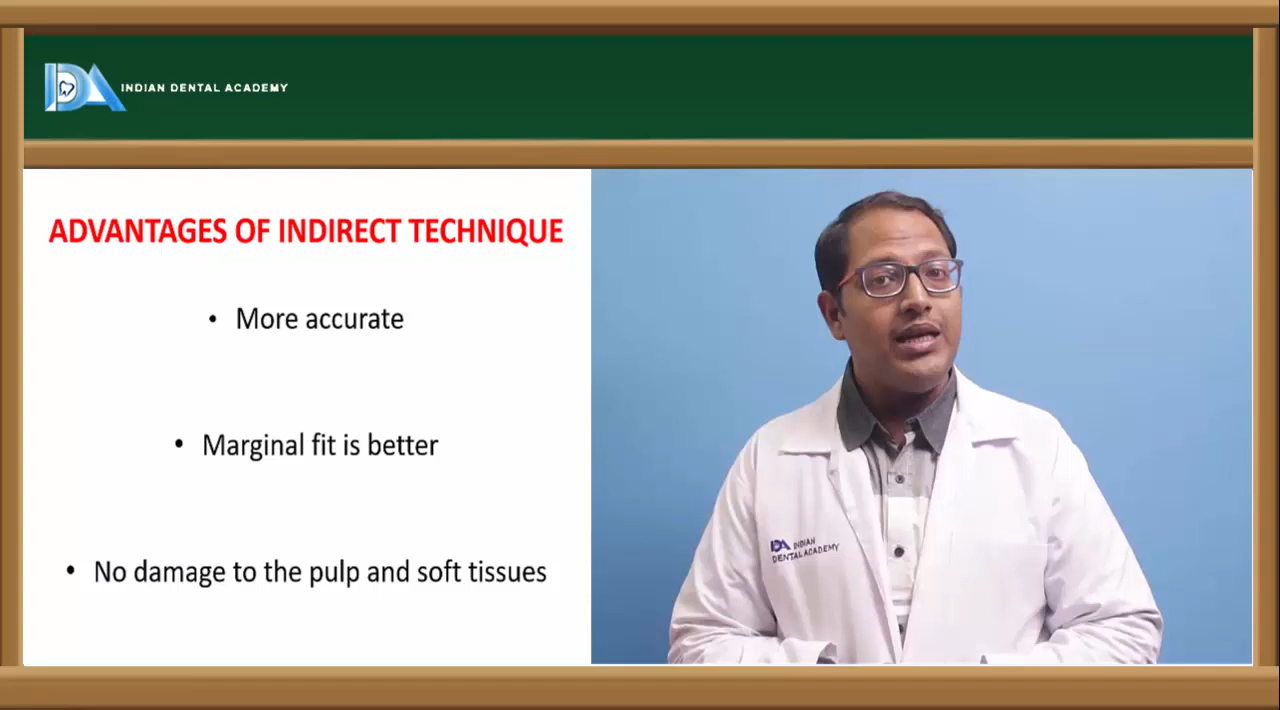 INDIAN DENTAL ACADEMY
ADVANTAGES OF INDIRECT TECHNIQUE
• More accurate
• Marginal fit is better
• No damage to the pulp and soft tissues
IDA INDIAN
DENTAL ACADEMY